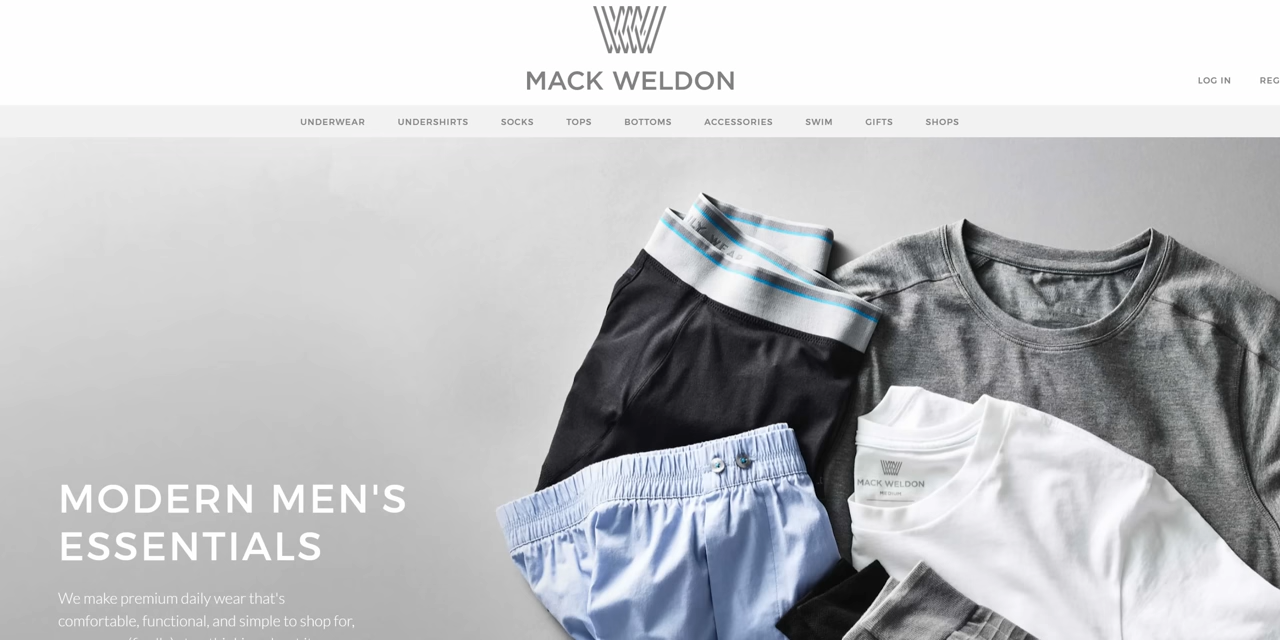 MACK WELDON
LOG IN
UNDERWEAR UNDERSHIRTS SOCKS TOPS BOTTOMS ACCESSORIES SWIM GIFTS SHOPS
MACK WELDON
MEDIUM
MODERN MEN'S
ESSENTIALS
We make premium daily wear that's
comfortable, functional, and simple to shop for,